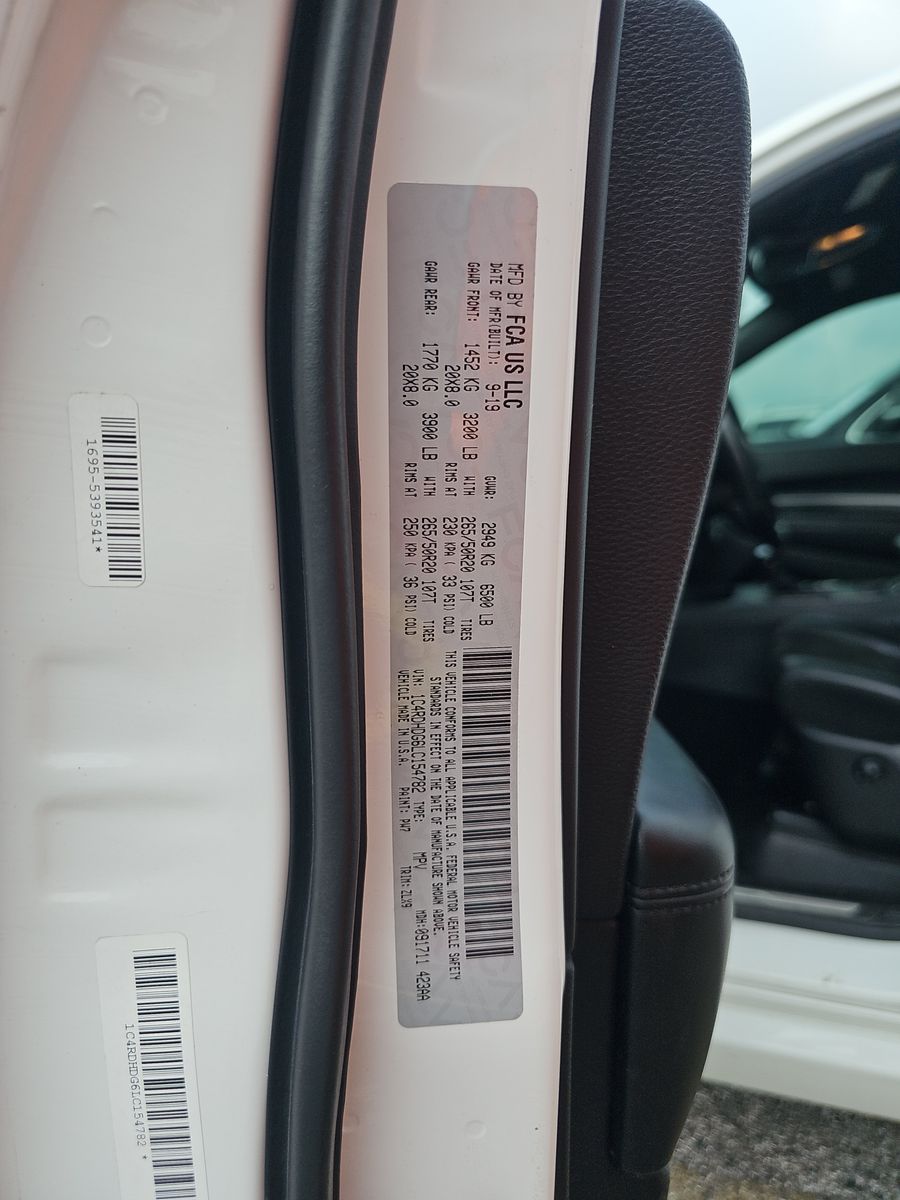 MFD BY FCA US LLC
DATE OF MFR(BUILT): 9-19 GVWR: 2949 KG 6500 LB
GAWR FRONT: 1452 KG 3200 LB WITH 265/50R20 107T TIRES
20X8.0 RIMS AT 230 KPA ( 33 PSI) COLD
GAWR REAR: 1770 KG 3900 LB WITH 265/50R20 107T TIRES
20X8.0 RIMS AT 250 KPA ( 36 PSI) COLD
THIS VEHICLE CONFORMS TO ALL APPLICABLE U.S.A. FEDERAL MOTOR VEHICLE SAFETY
STANDARDS IN EFFECT ON THE DATE OF MANUFACTURE SHOWN ABOVE.
VIN: 1C4RDHDG6LC154782 TYPE: MPV MDH:091711 423AA
VEHICLE MADE IN U.S.A. PAINT: PW7 TRIM:ZLX9
1695-5393541*
1C4RDHDG6LC154782 *